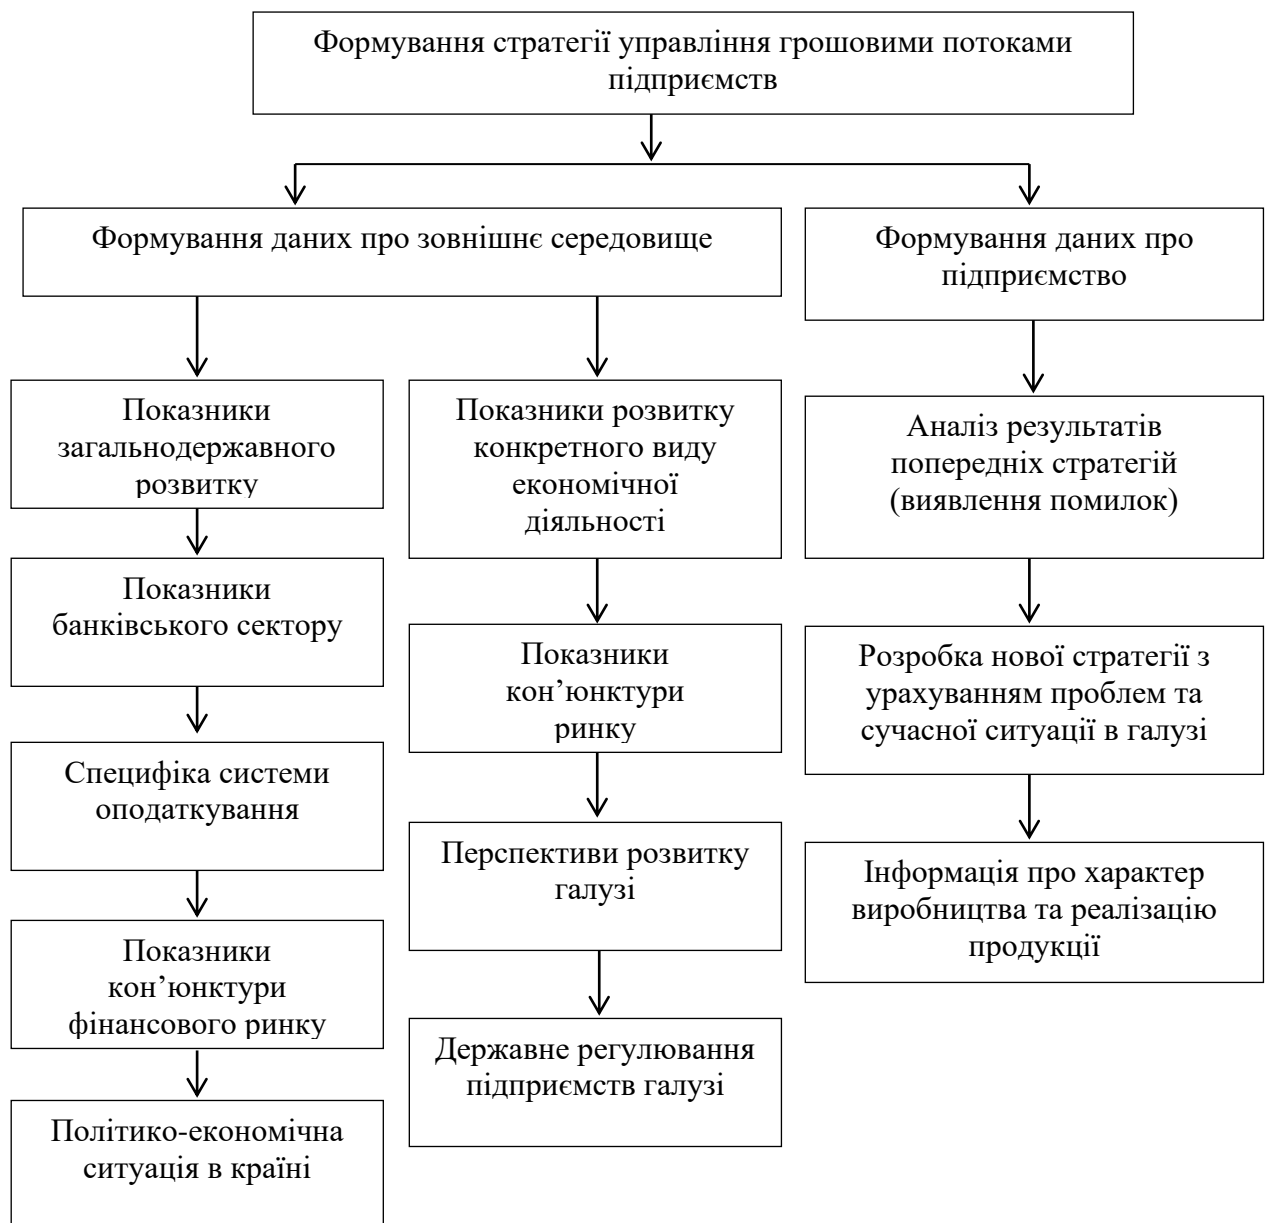 Формування стратегії управління грошовими потоками
підприємств
Формування даних про зовнішнє середовище
Формування даних про
підприємство
Показники
загальнодержавного
розвитку
Показники
банківського сектору
Специфіка системи
оподаткування
Показники
кон’юнктури
фінансового ринку
Політико-економічна
ситуація в країні
Показники розвитку
конкретного виду
економічної
діяльності
Показники
кон’юнктури
ринку
Перспективи розвитку
галузі
Державне регулювання
підприємств галузі
Аналіз результатів
попередніх стратегій
(виявлення помилок)
Розробка нової стратегії з
урахуванням проблем та
сучасної ситуації в галузі
Інформація про характер
виробництва та реалізацію
продукції